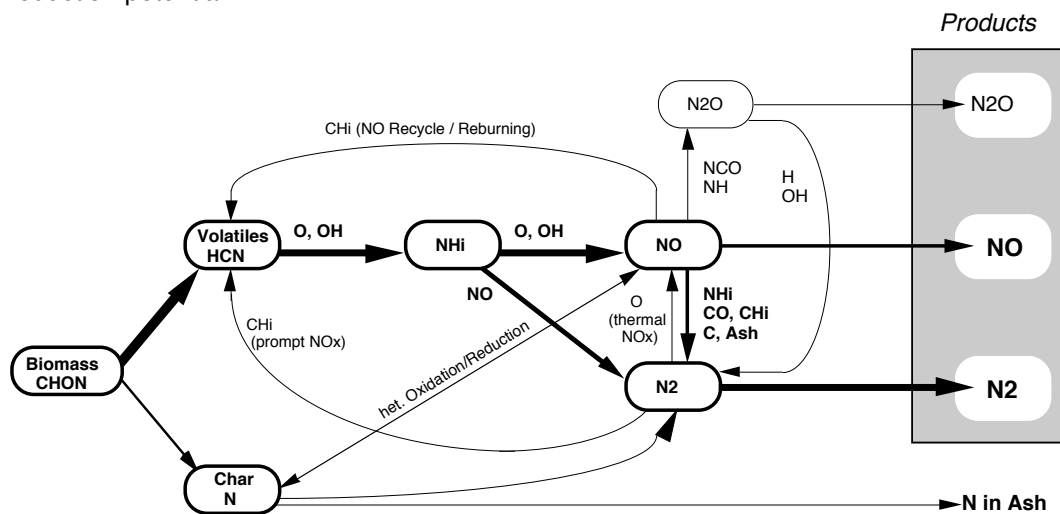 Products
N2O
N2O
CHi (NO Recycle / Reburning)
NCO
NH
H
OH
Volatiles
HCN
O, OH
NHi
O, OH
NO
NO
NO
CHi
(prompt NOx)
O
(thermal
NOx)
NHi
CO, CHi
C, Ash
het. Oxidation/Reduction
Biomass
CHON
N2
N2
Char
N
N in Ash